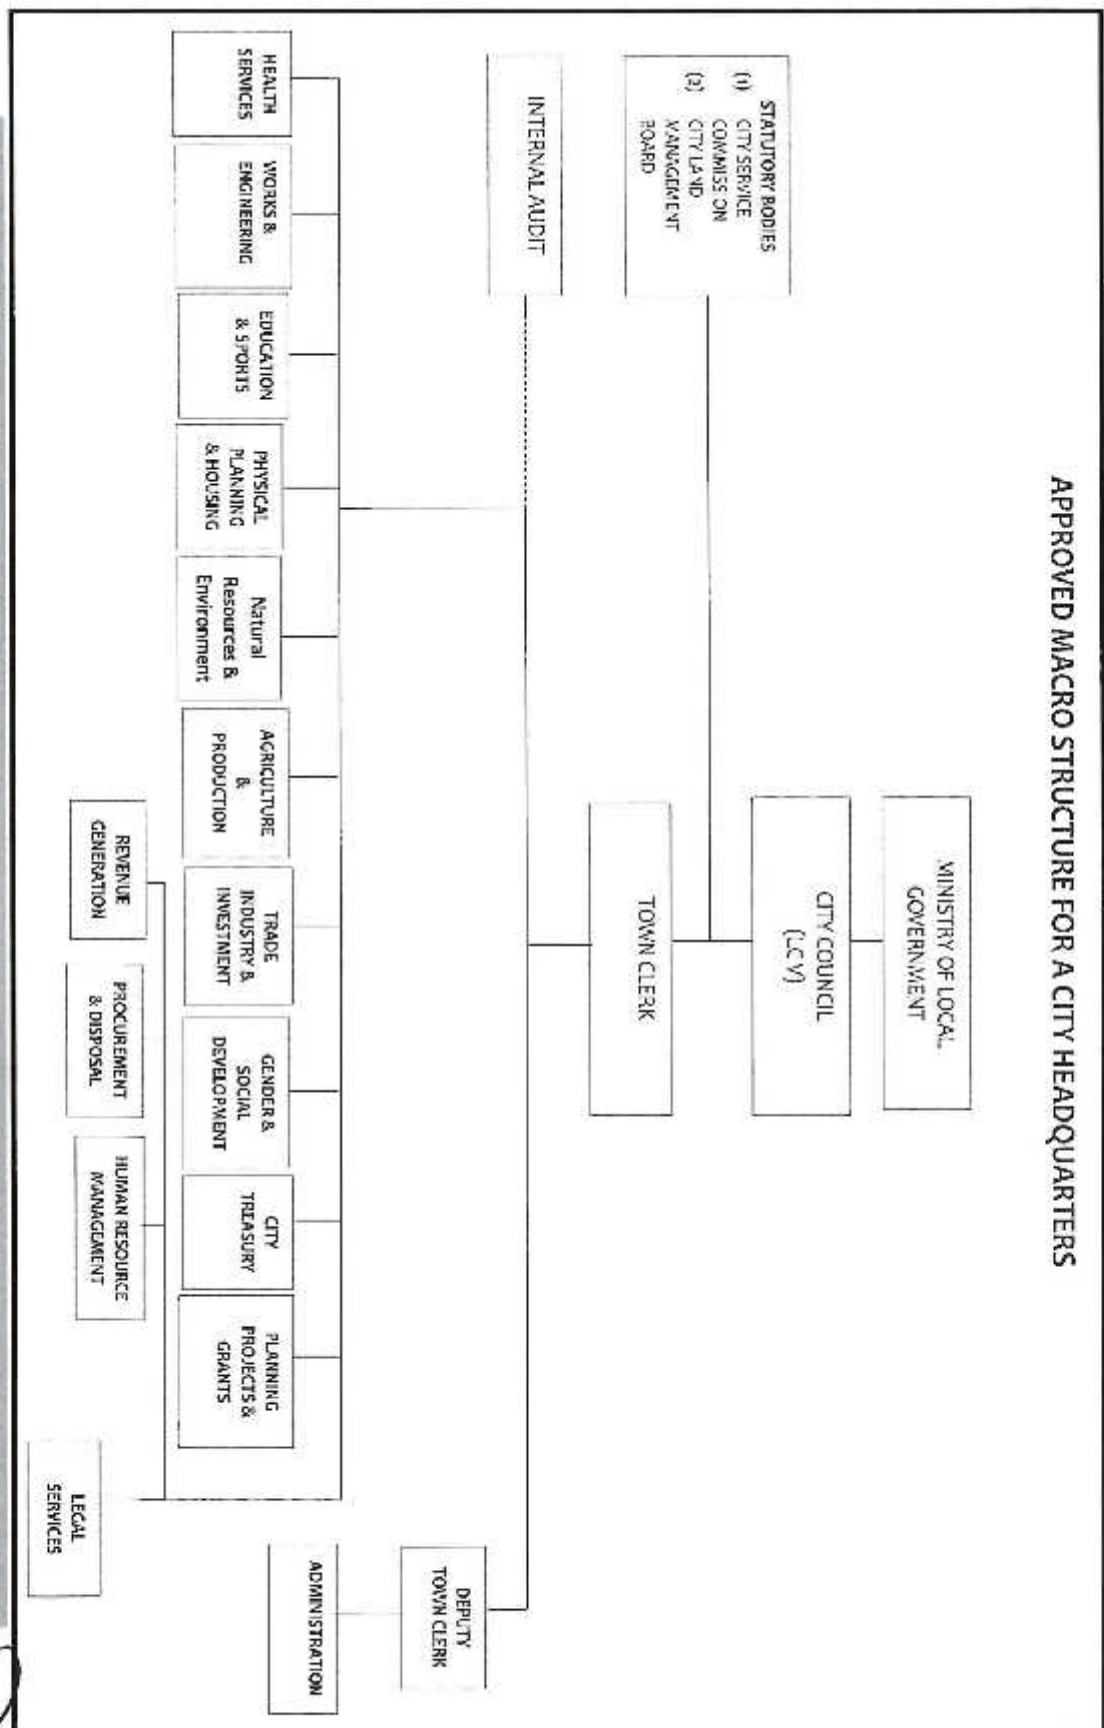 APPROVED MACRO STRUCTURE FOR A CITY HEADQUARTERS
MINISTRY OF LOCAL
GOVERNMENT
CITY COUNCIL
(LC V)
STATUTORY BODIES
(1) CITY SERVICE
COMMISSION
(2) CITY LAND
MANAGEMENT
BOARD
TOWN CLERK
INTERNAL AUDIT
DEPUTY
TOWN CLERK
ADMINISTRATION
HEALTH
SERVICES
WORKS &
ENGINEERING
EDUCATION
& SPORTS
PHYSICAL
PLANNING
& HOUSING
Natural
Resources &
Environment
AGRICULTURE
&
PRODUCTION
TRADE
INDUSTRY &
INVESTMENT
GENDER &
SOCIAL
DEVELOPMENT
CITY
TREASURY
PLANNING
PROJECTS &
GRANTS
REVENUE
GENERATION
PROCUREMENT
& DISPOSAL
HUMAN RESOURCE
MANAGEMENT
LEGAL
SERVICES